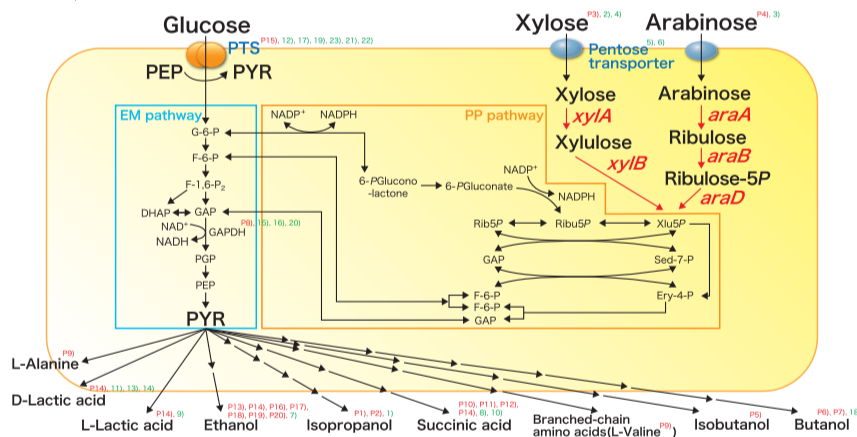 Glucose
PTS P15), 12), 17), 19), 23), 21), 22)
PEP PYR
Xylose P3), 2), 4)
Arabinose P4), 3)
5), 6)
Pentose
transporter
Xylose
xylA
Xylulose
xylB
Arabinose
araA
Ribulose
araB
Ribulose-5P
araD
EM pathway
G-6-P
F-6-P
F-1,6-P2
DHAP GAP
P8), 15), 16), 20)
NAD+
NADH
GAPDH
PGP
PEP
PYR
PP pathway
NADP+ NADPH
6-PGlucono
-lactone
6-PGluconate
NADP+
NADPH
Rib5P Ribu5P Xlu5P
GAP Sed-7-P
F-6-P Ery-4-P
F-6-P
GAP
L-Alanine P9)
D-Lactic acid P14), 11), 13), 14)
L-Lactic acid P14), 9)
Ethanol P13), P14), P16), P17),
P18), P19), P20), 7)
Isopropanol P1), P2), 1)
Succinic acid P10), P11), P12),
P14), 8), 10)
Branched-chain
amino acids(L-Valine P9))
Isobutanol P5)
Butanol P6), P7), 18